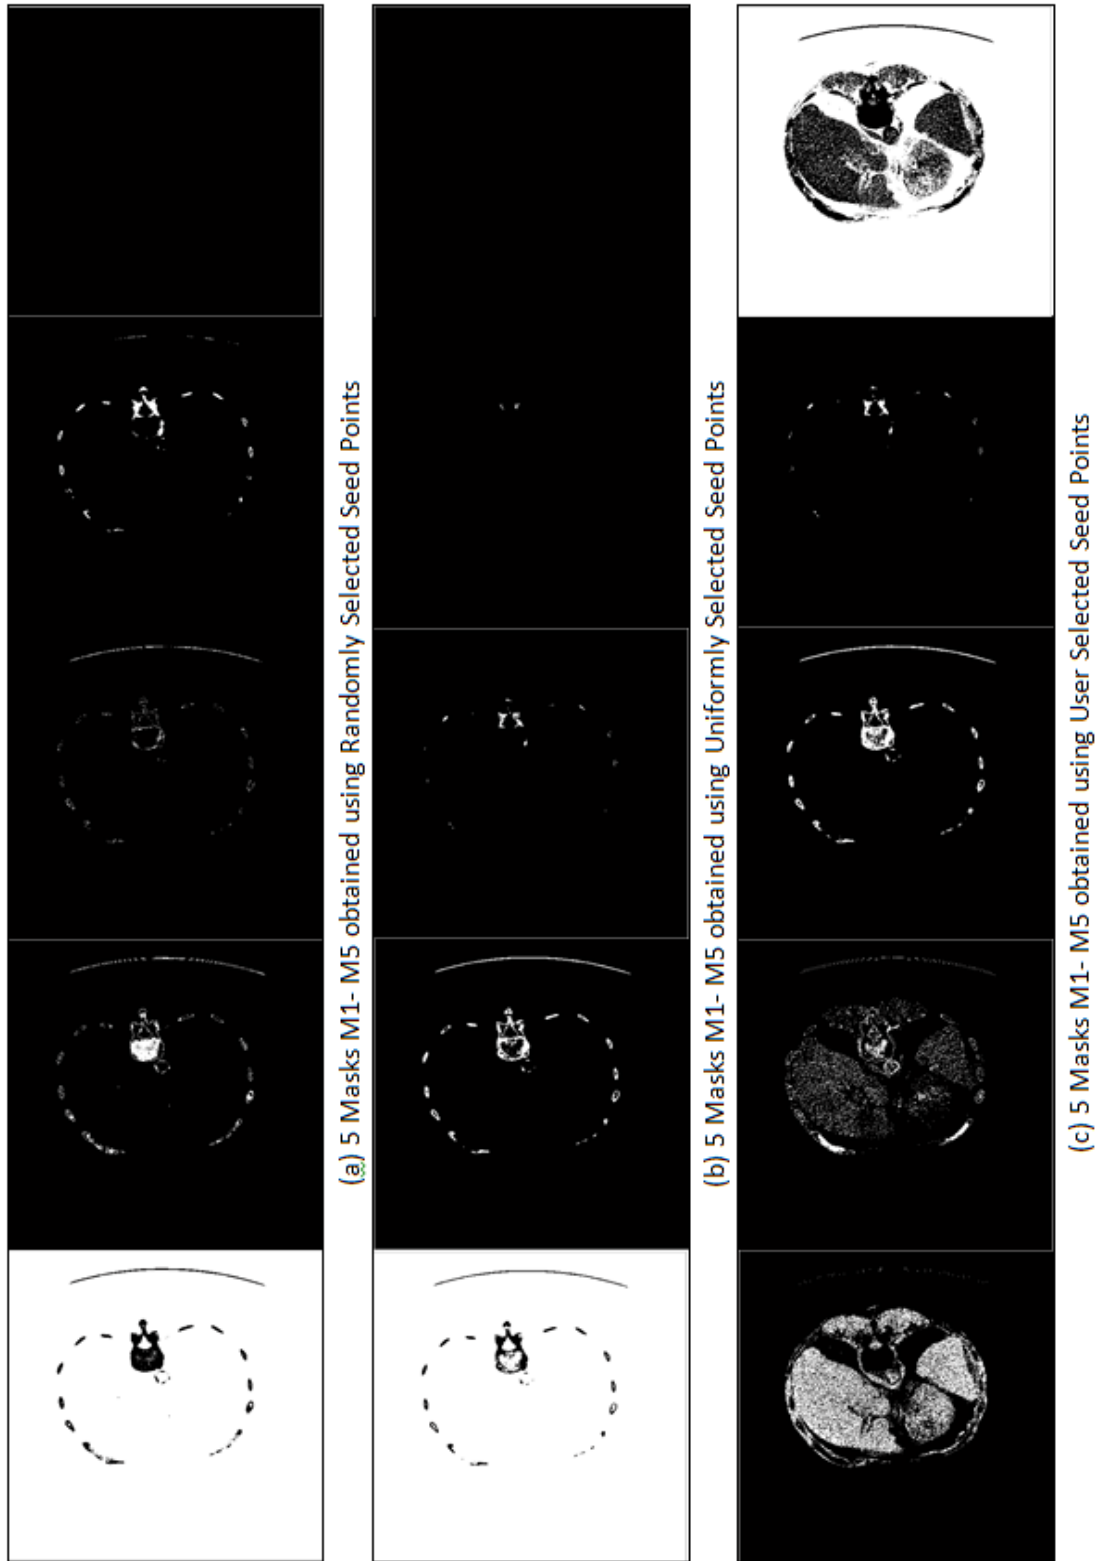 (a) 5 Masks M1- M5 obtained using Randomly Selected Seed Points
(b) 5 Masks M1- M5 obtained using Uniformly Selected Seed Points
(c) 5 Masks M1- M5 obtained using User Selected Seed Points